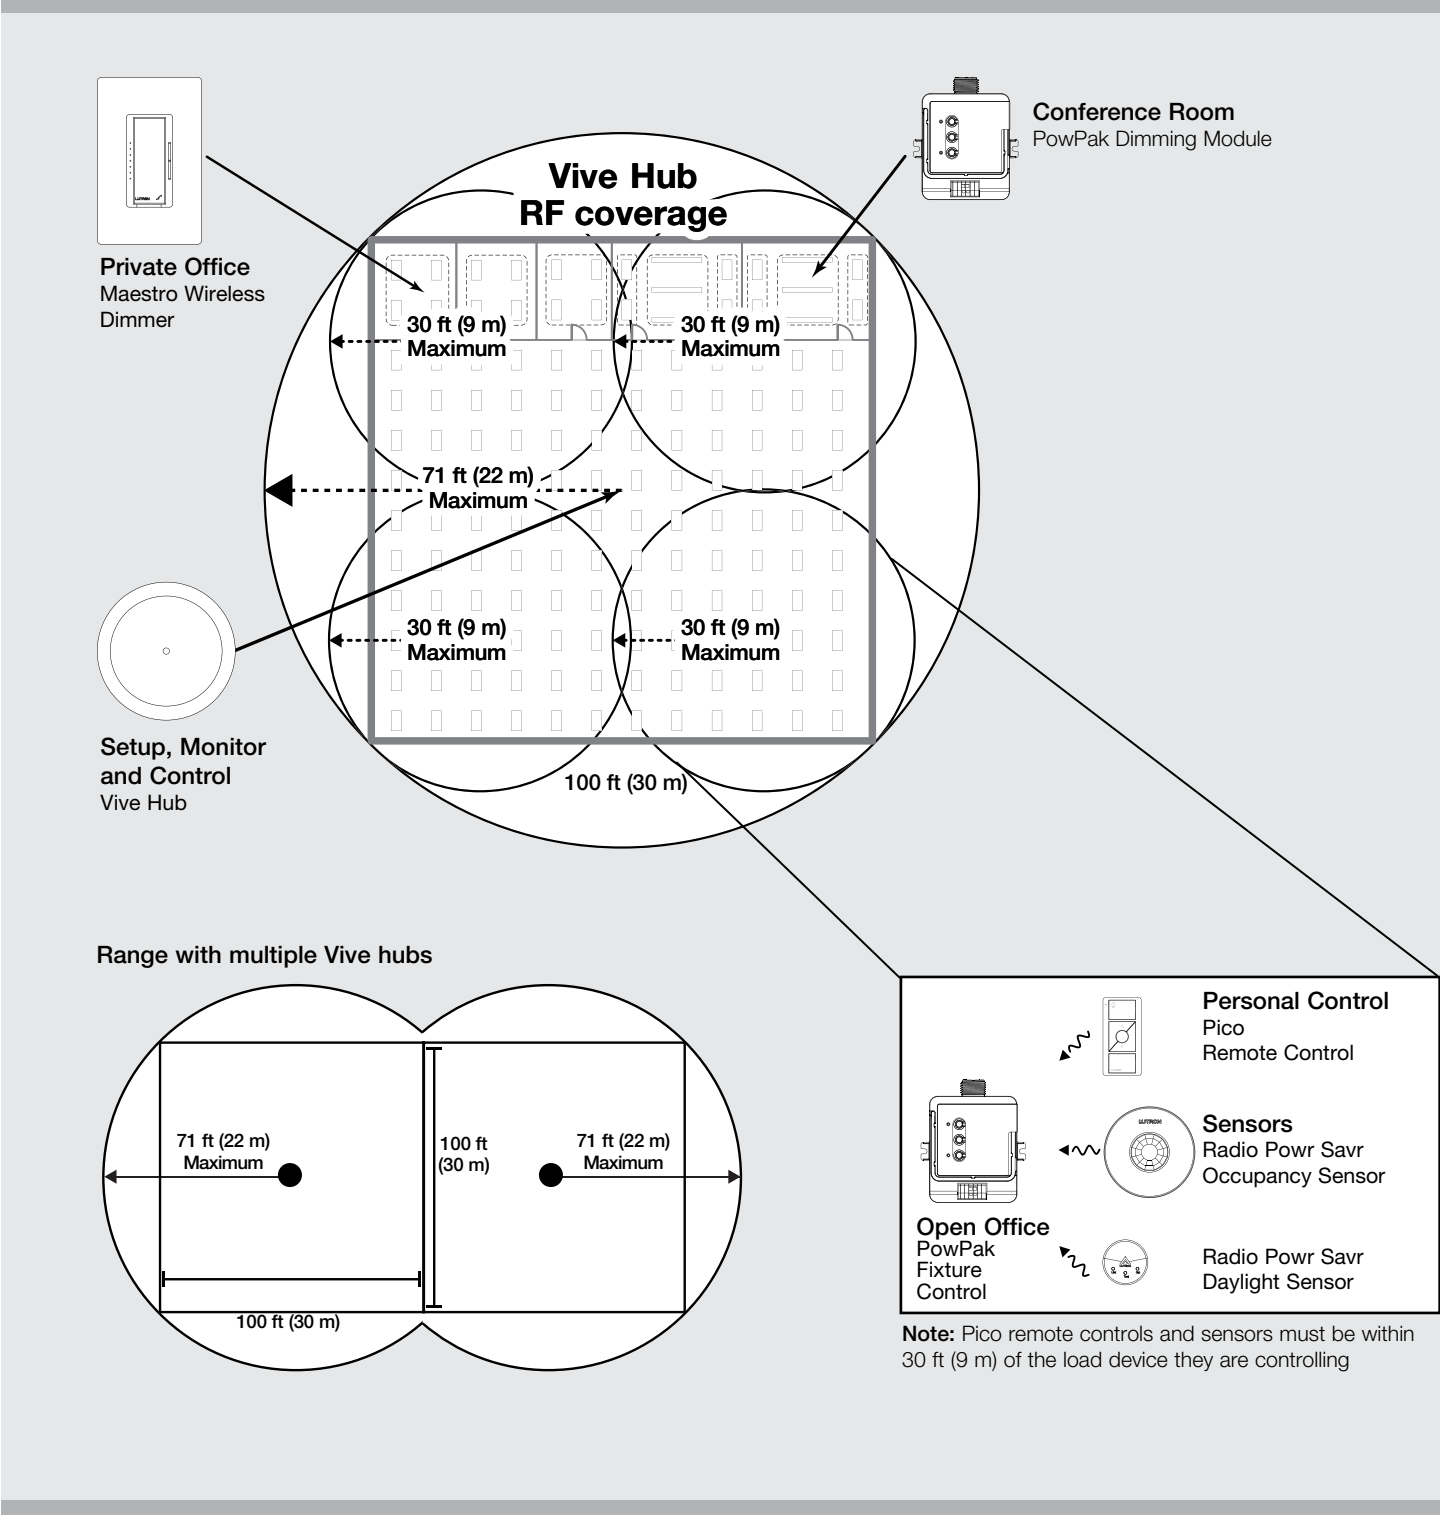 Conference Room
PowPak Dimming Module
Vive Hub
RF coverage
LUTRON
Private Office
Maestro Wireless
Dimmer
30 ft (9 m)
Maximum
30 ft (9 m)
Maximum
71 ft (22 m)
Maximum
30 ft (9 m)
Maximum
30 ft (9 m)
Maximum
Setup, Monitor
and Control
Vive Hub
100 ft (30 m)
Range with multiple Vive hubs
71 ft (22 m)
Maximum
100 ft
(30 m)
71 ft (22 m)
Maximum
100 ft (30 m)
Personal Control
Pico
Remote Control
LUTRON
Sensors
Radio Powr Savr
Occupancy Sensor
Open Office
PowPak
Fixture
Control
Radio Powr Savr
Daylight Sensor
Note: Pico remote controls and sensors must be within
30 ft (9 m) of the load device they are controlling